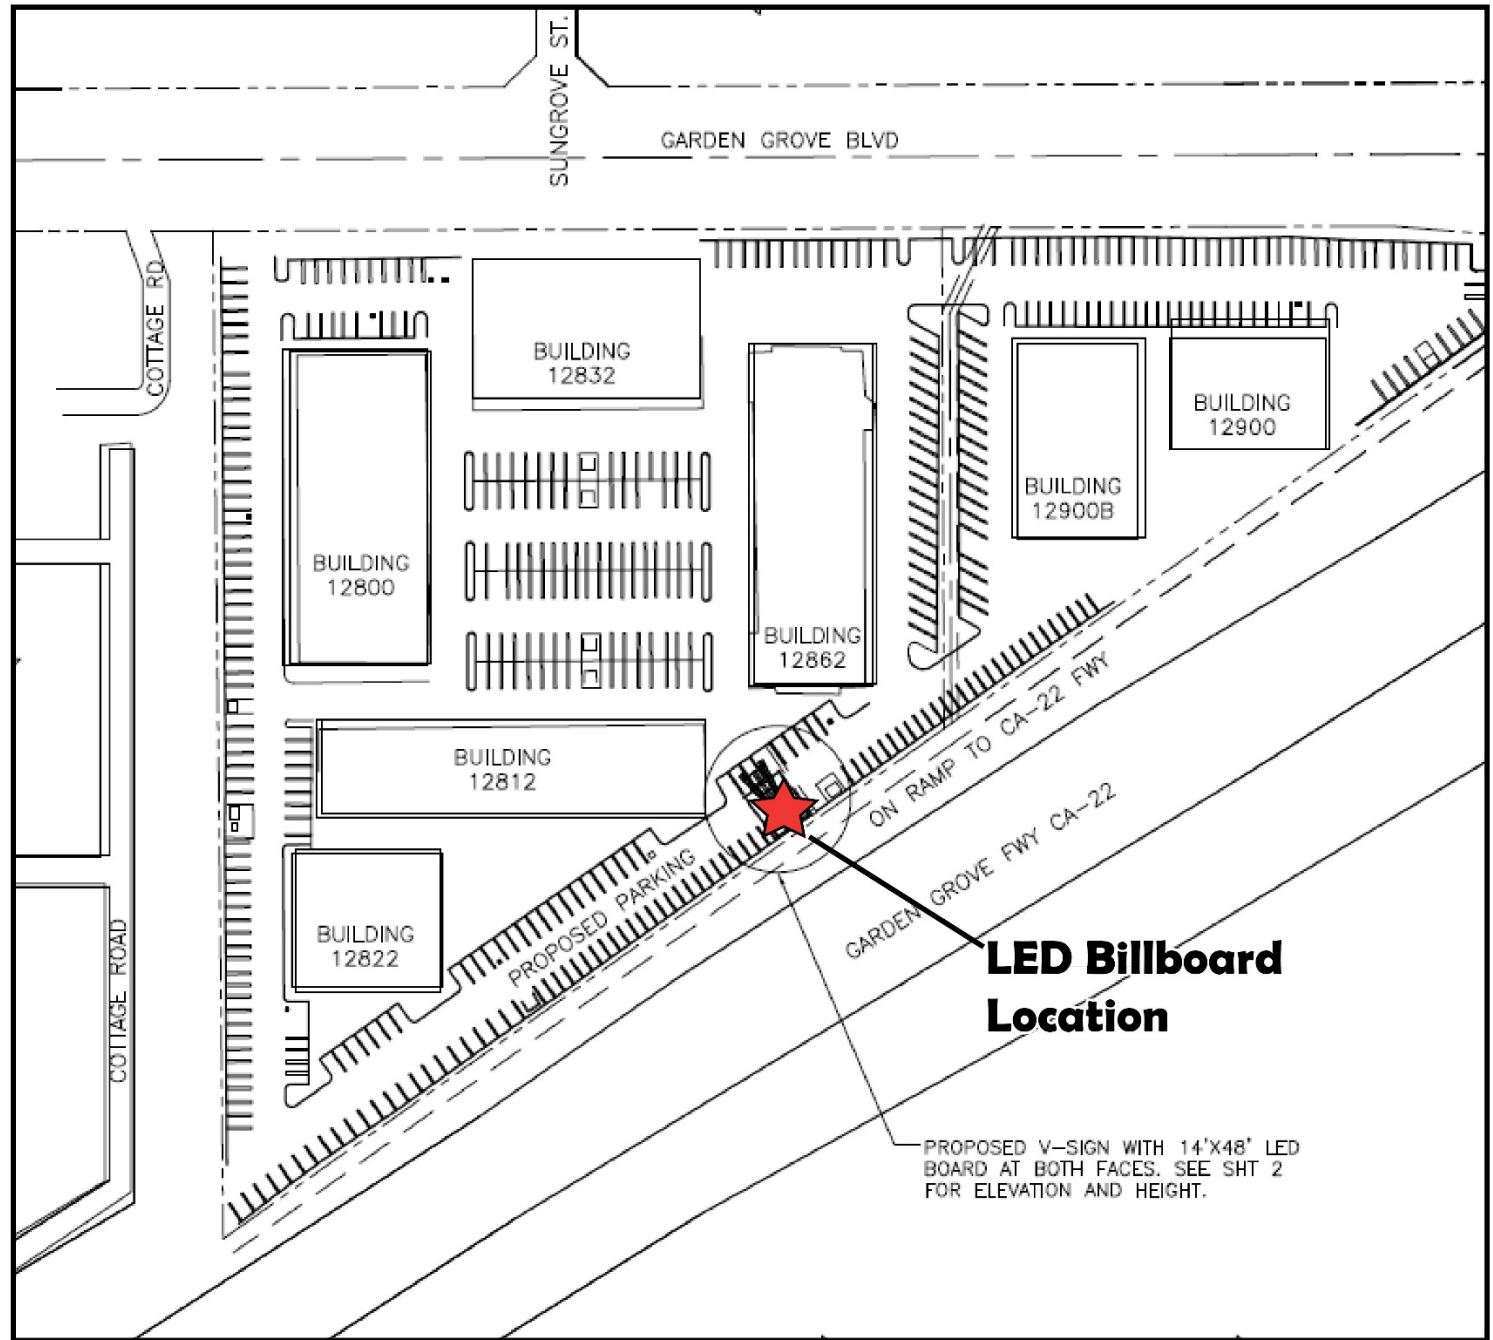 SUNGROVE ST.
GARDEN GROVE BLVD
COTTAGE RD
BUILDING
12832
BUILDING
12900
BUILDING
12900B
BUILDING
12800
BUILDING
12862
BUILDING
12812
ON RAMP TO CA-22 FWY
GARDEN GROVE FWY CA-22
PROPOSED PARKING
BUILDING
12822
COTTAGE ROAD
LED Billboard
Location
PROPOSED V-SIGN WITH 14'X48' LED
BOARD AT BOTH FACES. SEE SHT 2
FOR ELEVATION AND HEIGHT.